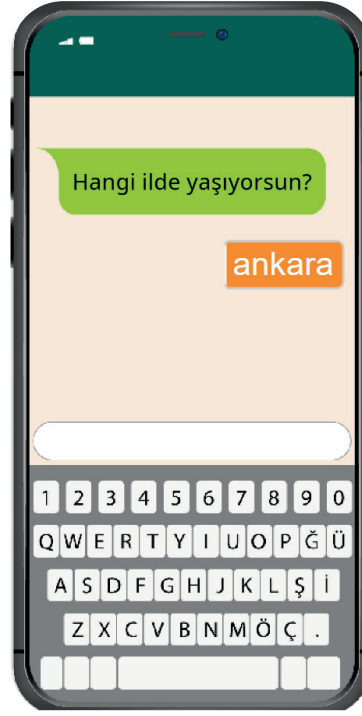 Hangi ilde yaşıyorsun?
ankara
1 2 3 4 5 6 7 8 9 0
Q W E R T Y I U O P Ğ Ü
A S D F G H J K L Ş İ
Z X C V B N M Ö Ç .